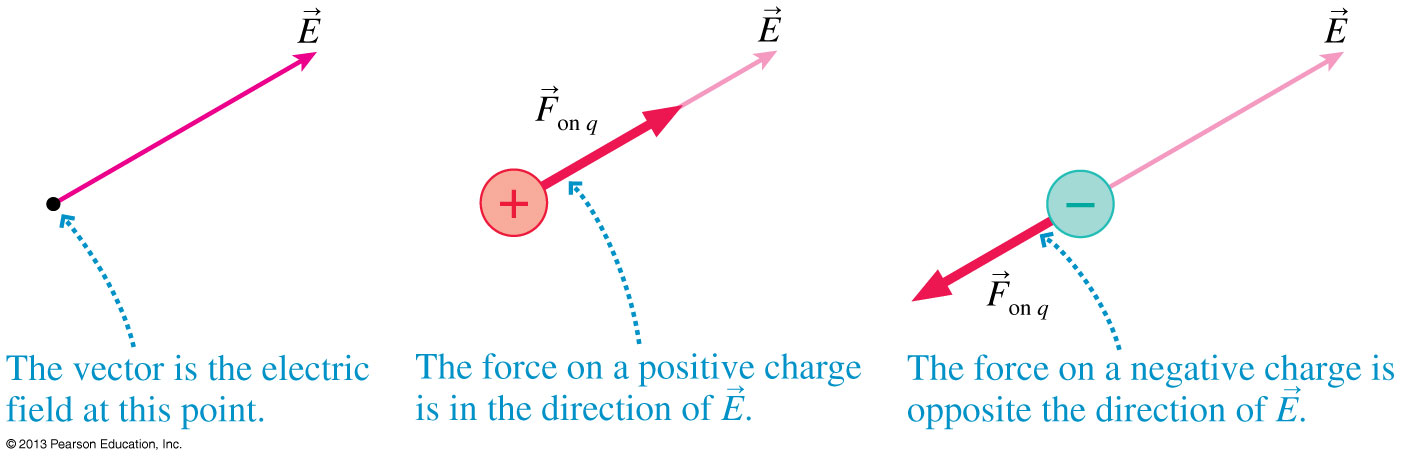 E⃗
The vector is the electric
field at this point.
© 2013 Pearson Education, Inc.
E⃗
F⃗ on q
+
The force on a positive charge
is in the direction of E⃗.
E⃗
−
F⃗ on q
The force on a negative charge is
opposite the direction of E⃗.